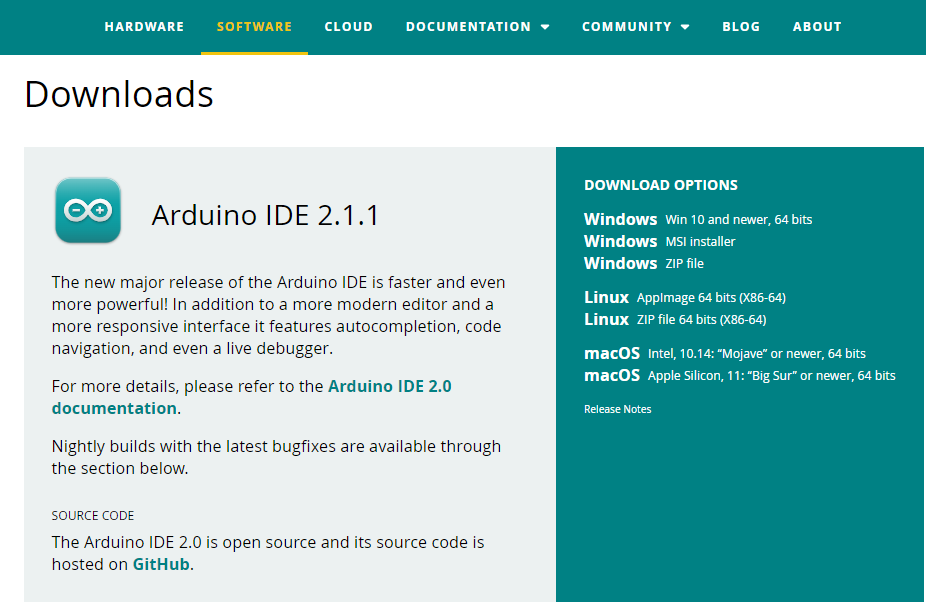 HARDWARE SOFTWARE CLOUD DOCUMENTATION COMMUNITY BLOG ABOUT
Downloads
Arduino IDE 2.1.1
The new major release of the Arduino IDE is faster and even
more powerful! In addition to a more modern editor and a
more responsive interface it features autocompletion, code
navigation, and even a live debugger.
For more details, please refer to the Arduino IDE 2.0
documentation.
Nightly builds with the latest bugfixes are available through
the section below.
SOURCE CODE
The Arduino IDE 2.0 is open source and its source code is
hosted on GitHub.
DOWNLOAD OPTIONS
Windows Win 10 and newer, 64 bits
Windows MSI installer
Windows ZIP file
Linux AppImage 64 bits (X86-64)
Linux ZIP file 64 bits (X86-64)
macOS Intel, 10.14: “Mojave” or newer, 64 bits
macOS Apple Silicon, 11: “Big Sur” or newer, 64 bits
Release Notes